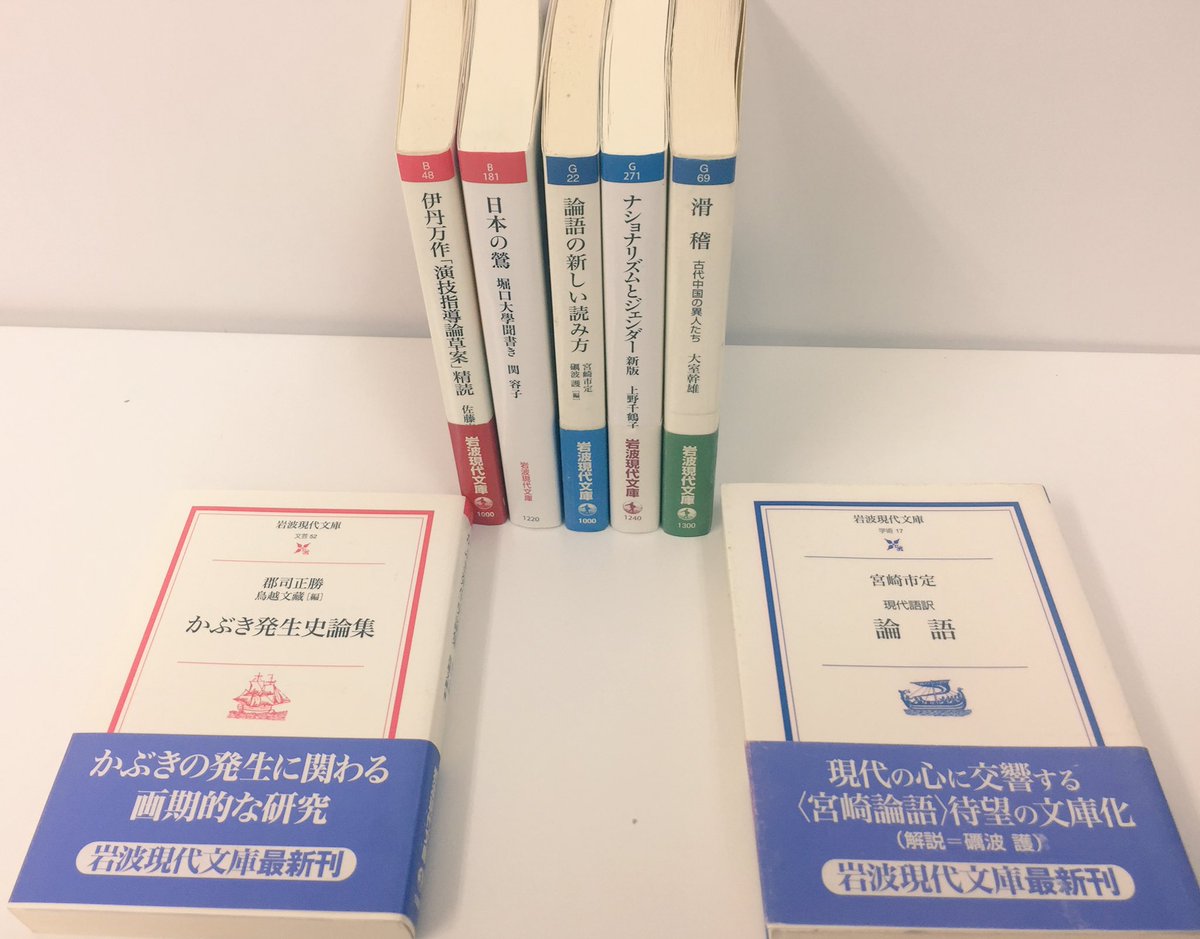 B
48
伊丹万作「演技指導論草案」精読
佐藤
岩波現代文庫
1000
B
181
日本の鶯
堀口大學聞書き
関 容子
岩波現代文庫
1220
G
22
論語の新しい読み方
宮崎市定
礪波 護[編]
岩波現代文庫
1000
G
271
ナショナリズムとジェンダー 新版
上野千鶴子
岩波現代文庫
1240
G
69
滑稽
古代中国の異人たち
大室幹雄
岩波現代文庫
1300
岩波現代文庫
文芸 52
郡司正勝
鳥越文藏[編]
かぶき発生史論集
かぶきの発生に関わる
画期的な研究
岩波現代文庫最新刊
岩波現代文庫
学術 17
宮崎市定
現代語訳
論語
現代の心に交響する
〈宮崎論語〉待望の文庫化
(解説=礪波 護)
岩波現代文庫最新刊